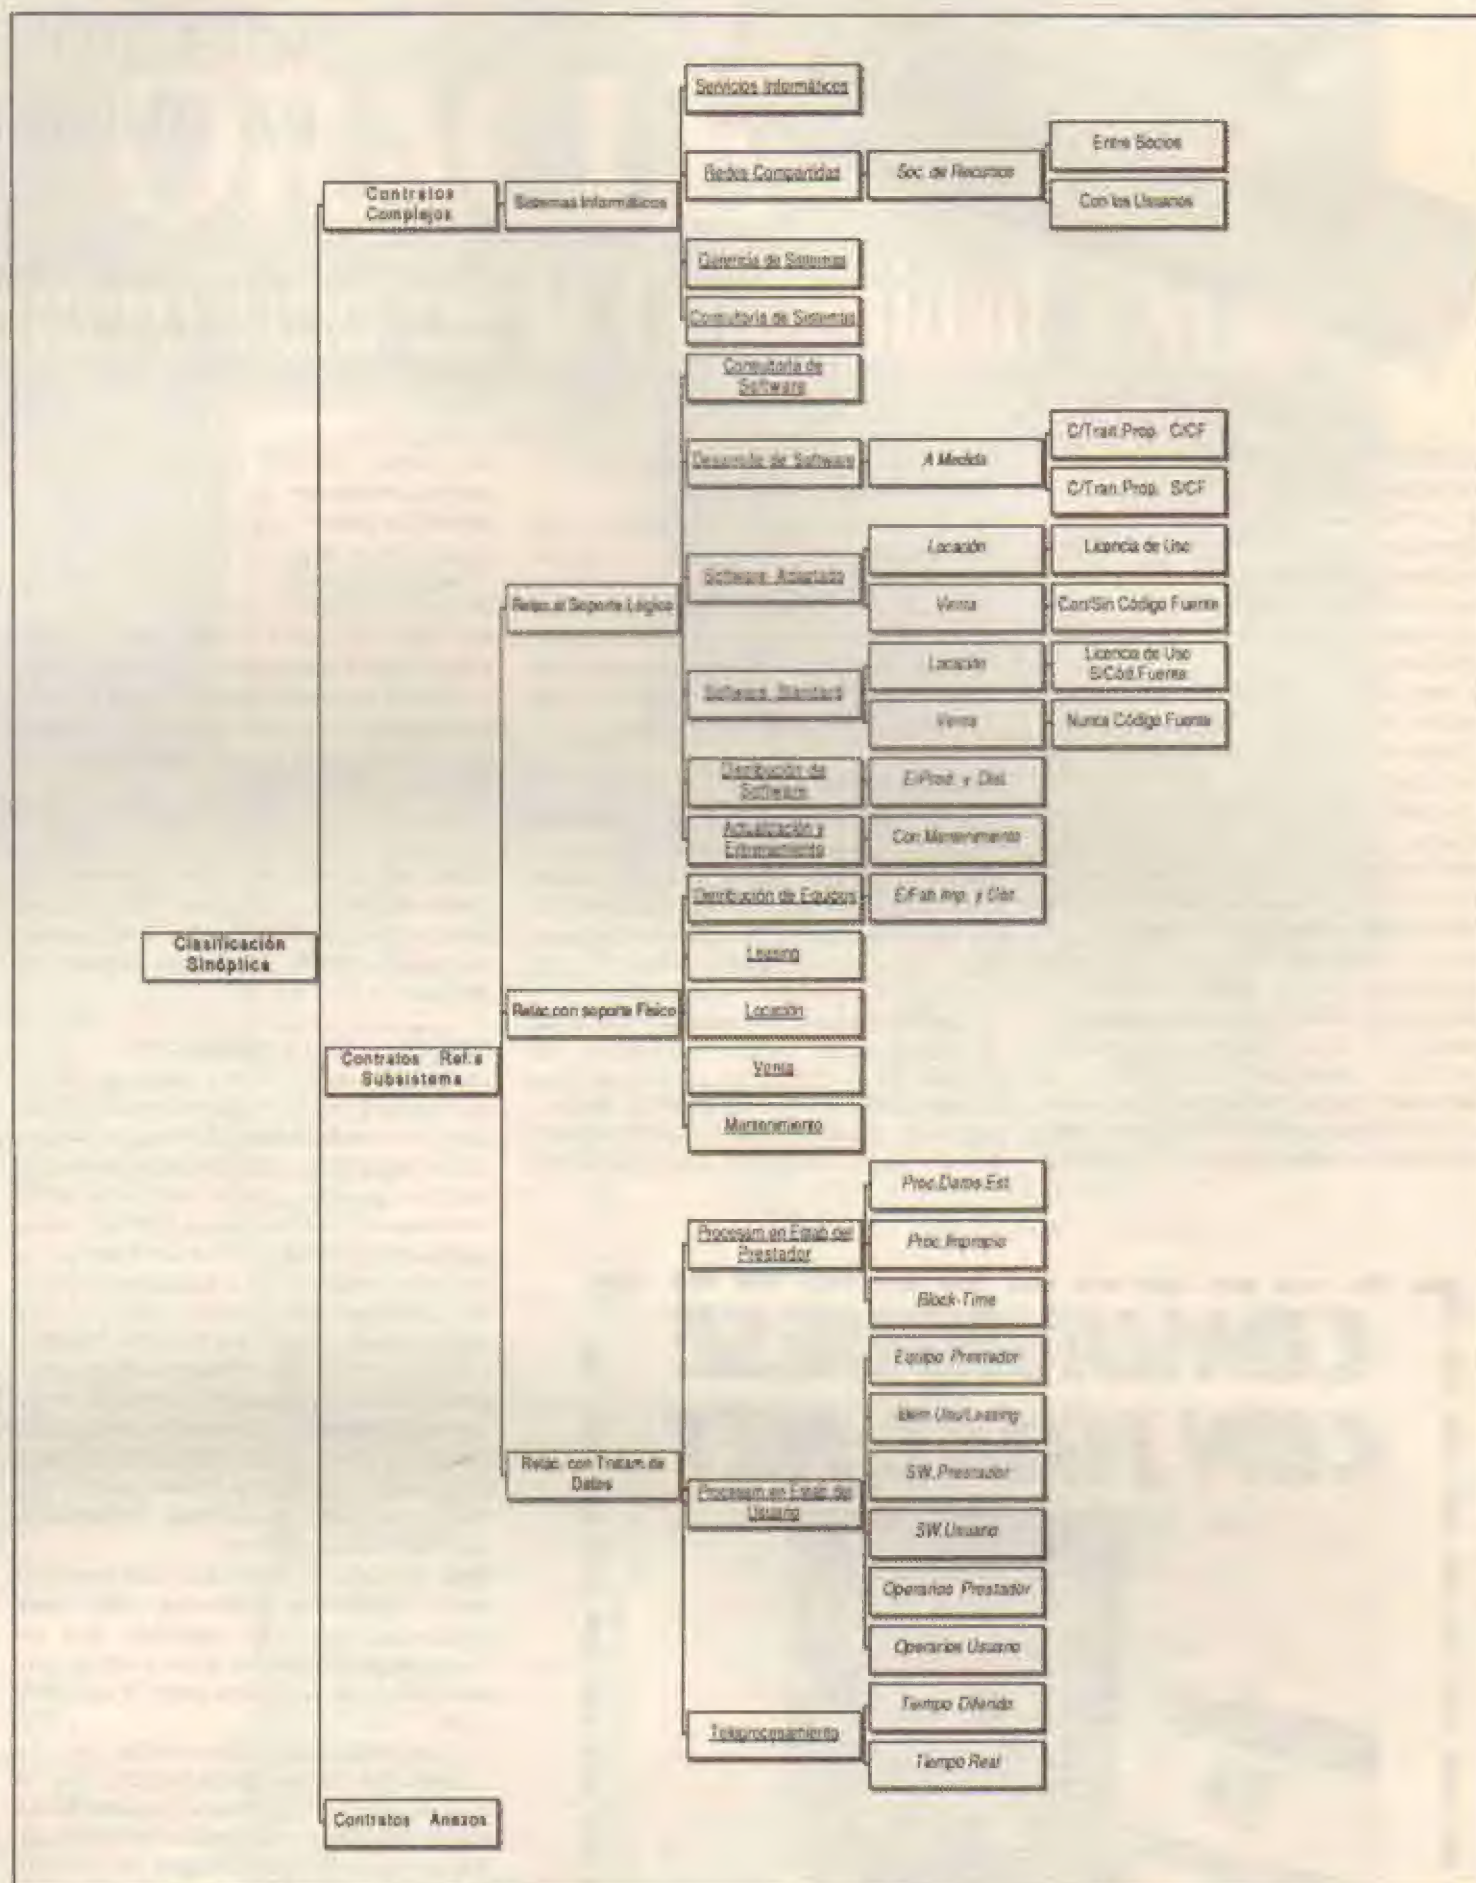 Servicios Informáticos
Entre Socios
Redes Compartidas
Soc. de Recursos
Contratos
Complejos
Sistemas Informáticos
Con los Usuarios
Gerencia de Sistemas
Consultoría de Sistemas
Consultoría de
Software
C/Tran.Prop. C/CF
Desarrollo de Software
A Medida
C/Tran.Prop. S/CF
Locación
Licencia de Uso
Software Adaptado
Relac.al Soporte Lógico
Venta
Con/Sin Código Fuente
Locación
Licencia de Uso
S/Cód.Fuente
Software Standard
Venta
Nunca Código Fuente
Distribución de
Software
E/Prod. y Dist.
Actualización y
Entrenamiento
Con Mantenimiento
Distribución de Equipos
E/Fab.Imp. y Dist.
Clasificación
Sinóptica
Leasing
Relac.con soporte Físico
Locación
Contratos Ref.a
Subsistema
Venta
Mantenimiento
Proc.Datos Est.
Procesam en Estab del
Prestador
Proc.Impropio
Block-Time
Equipo Prestador
Idem Usu/Leasing
Relac. con Tratam.de
Datos
SW.Prestador
Procesam en Estab del
Usuario
SW.Usuario
Operarios Prestador
Operarios Usuario
Tiempo Diferido
Teleprocesamiento
Tiempo Real
Contratos Anexos